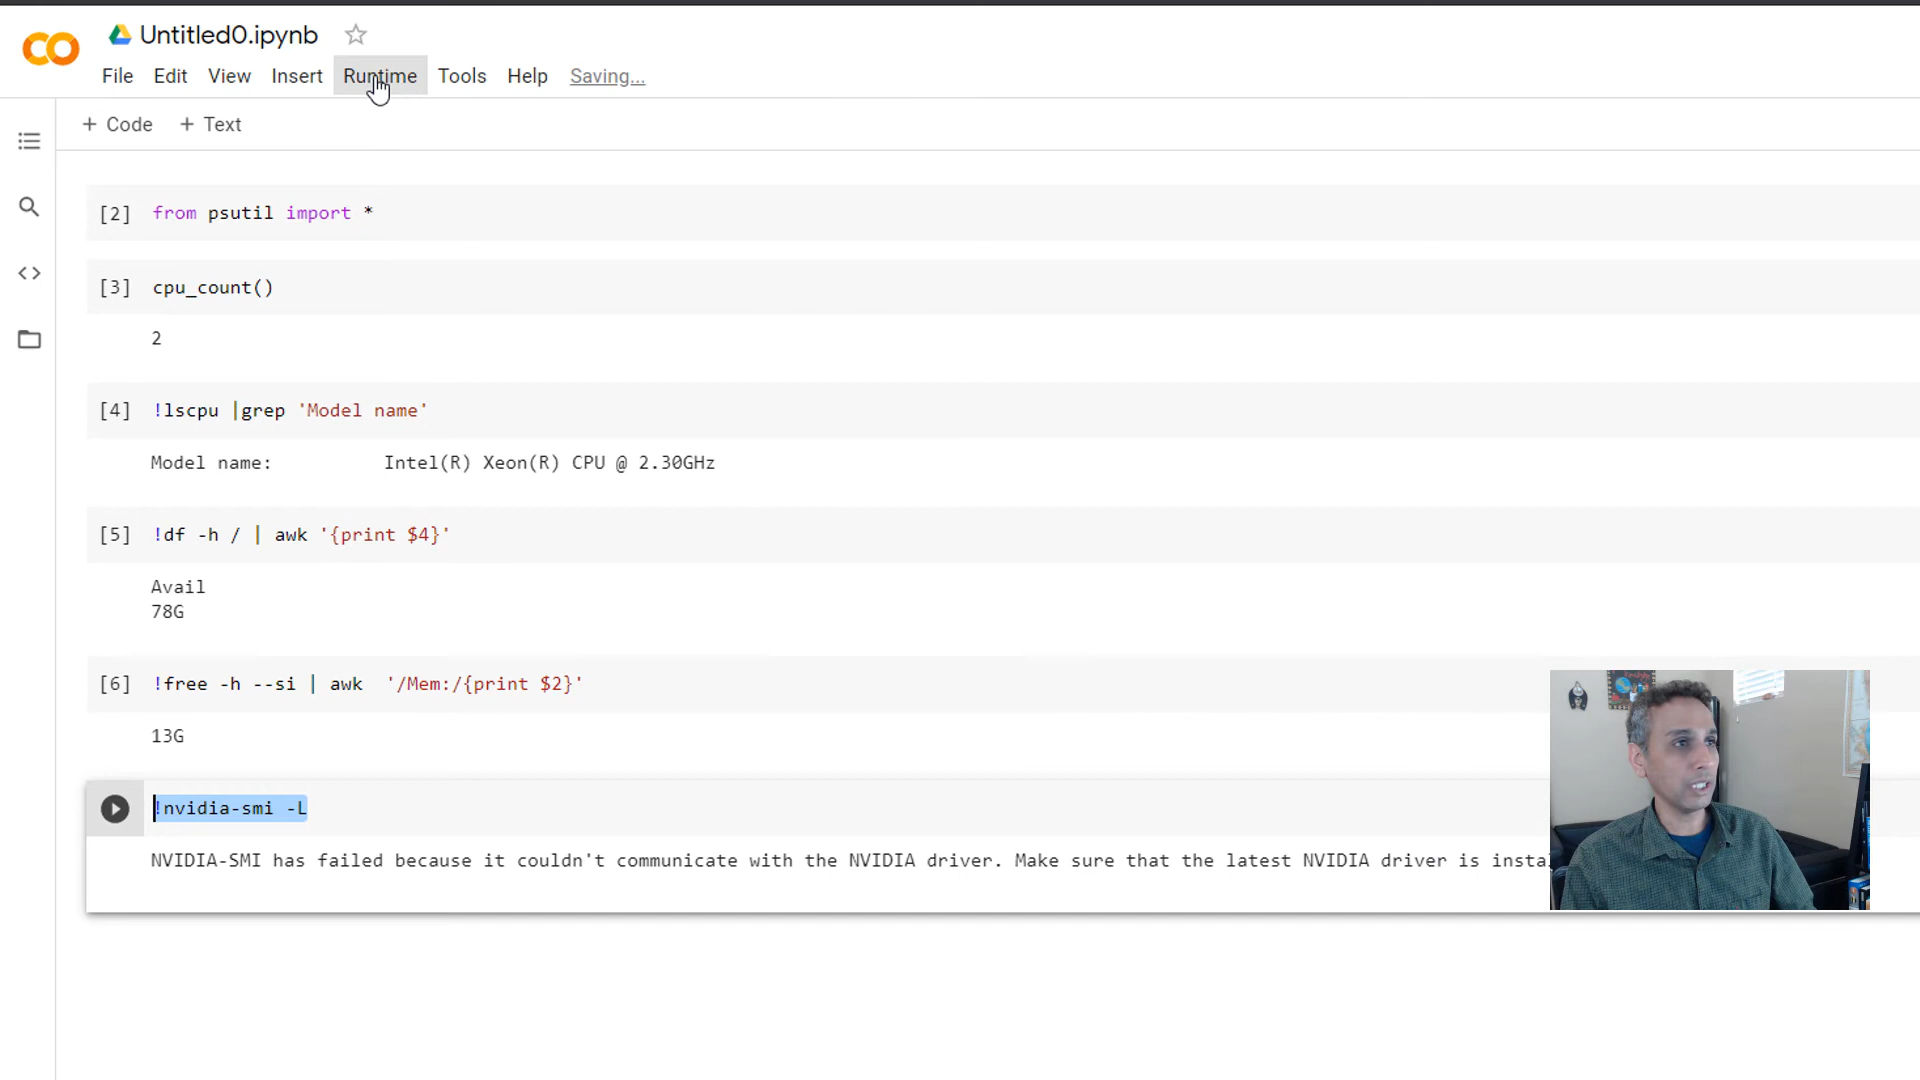 Untitled0.ipynb
File Edit View Insert Runtime Tools Help Saving...
+ Code + Text
[2] from psutil import *
[3] cpu_count()
2
[4] !lscpu |grep 'Model name'
Model name: Intel(R) Xeon(R) CPU @ 2.30GHz
[5] !df -h / | awk '{print $4}'
Avail
78G
[6] !free -h --si | awk '/Mem:/{print $2}'
13G
!nvidia-smi -L
NVIDIA-SMI has failed because it couldn't communicate with the NVIDIA driver. Make sure that the latest NVIDIA driver is instal